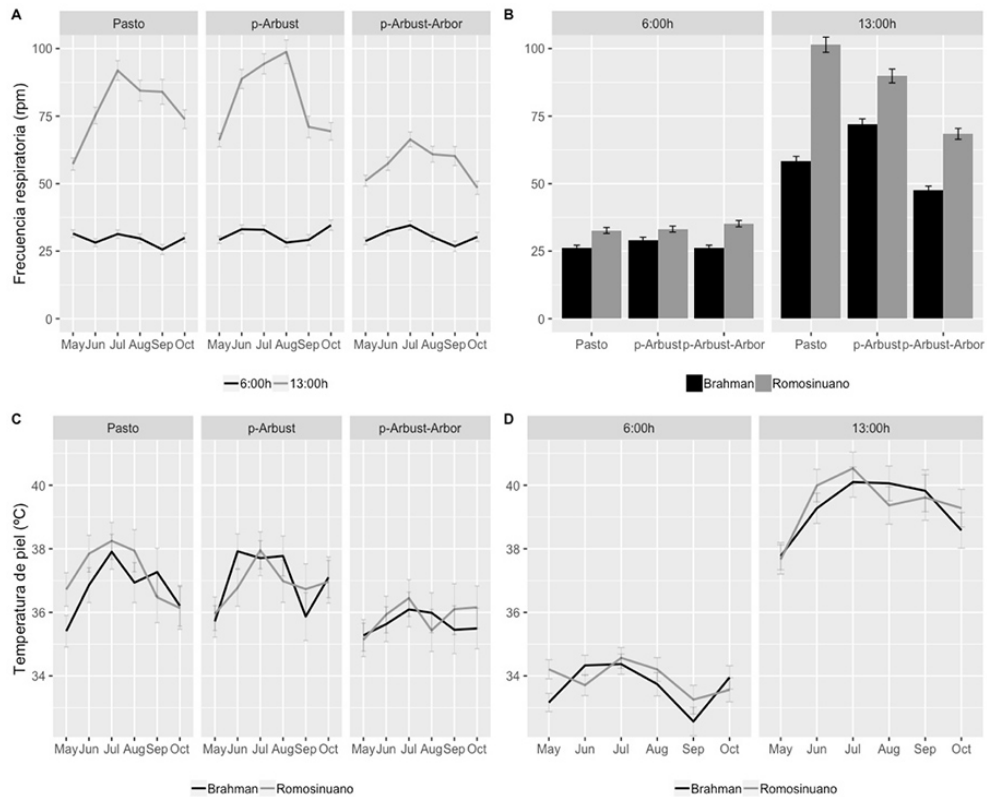 A
Pasto
p-Arbust
p-Arbust-Arbor
Frecuencia respiratoria (rpm)
100
75
50
25
0
May Jun Jul Aug Sep Oct
May Jun Jul Aug Sep Oct
May Jun Jul Aug Sep Oct
6:00h 13:00h
B
6:00h
13:00h
100
75
50
25
0
Pasto p-Arbust p-Arbust-Arbor
Pasto p-Arbust p-Arbust-Arbor
Brahman Romosinuano
C
Pasto
p-Arbust
p-Arbust-Arbor
Temperatura de piel (ºC)
40
38
36
34
May Jun Jul Aug Sep Oct
May Jun Jul Aug Sep Oct
May Jun Jul Aug Sep Oct
Brahman Romosinuano
D
6:00h
13:00h
40
38
36
34
May Jun Jul Aug Sep Oct
May Jun Jul Aug Sep Oct
Brahman Romosinuano